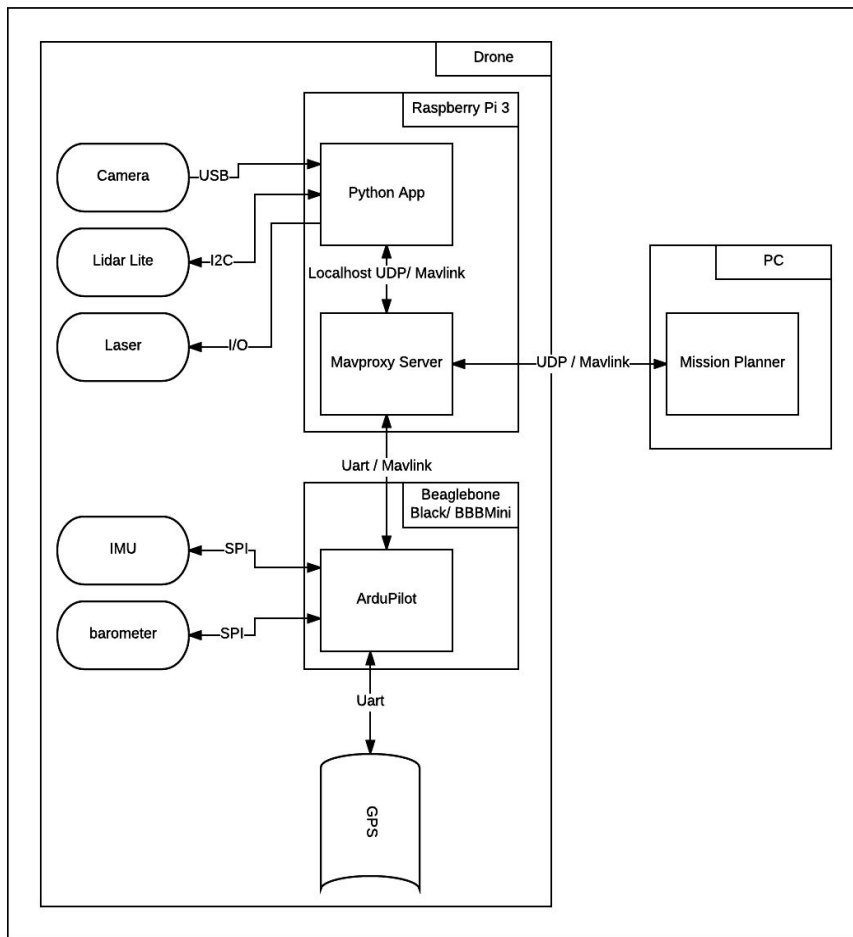 Drone
Raspberry Pi 3
Camera
USB
Python App
Lidar Lite
I2C
Localhost UDP/ Mavlink
PC
Laser
I/O
Mavproxy Server
UDP / Mavlink
Mission Planner
Uart / Mavlink
Beaglebone
Black/ BBBMini
IMU
SPI
ArduPilot
barometer
SPI
Uart
GPS